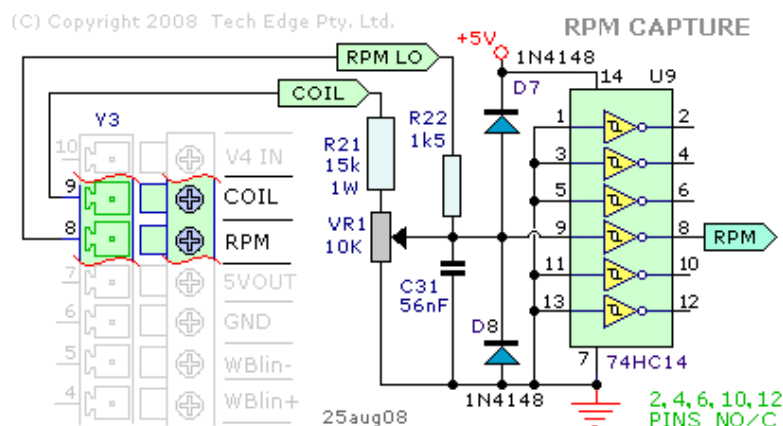 (C) Copyright 2008 Tech Edge Pty. Ltd.
RPM CAPTURE
+5V
RPM LO
1N4148
14
U9
COIL
D7
Y3
R22
1k5
R21
15k
1W
10
V4 IN
9
COIL
8
RPM
7
5VOUT
6
GND
5
WBlin-
4
WBlin+
VR1
10K
C31
56nF
D8
1N4148
1
2
3
4
5
6
9
8
RPM
11
10
13
12
7
74HC14
25aug08
2, 4, 6, 10, 12
PINS NO/C